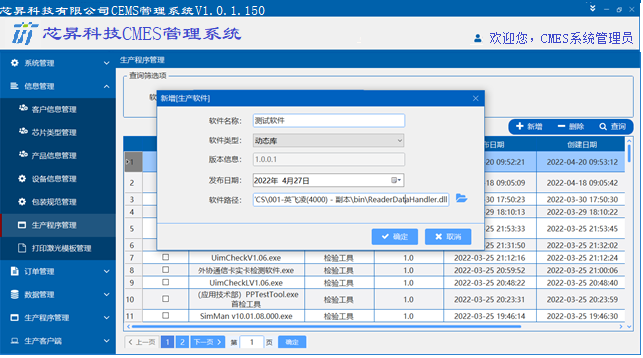 芯昇科技有限公司CEMS管理系统V1.0.1.150
芯昇科技CMES管理系统
欢迎您，CMES系统管理员
系统管理
信息管理
客户信息管理
芯片类型管理
产品信息管理
设备信息管理
包装规范管理
生产程序管理
打印激光模板管理
订单管理
数据管理
生产程序管理
生产客户端
生产程序管理
查询筛选项
新增 删除 查询
布日期 创建日期
新增[生产软件]
软件名称: 测试软件
软件类型: 动态库
版本信息: 1.0.0.1
发布日期: 2022年 4月27日
软件路径: 'CS\001-英飞凌(4000) - 副本\bin\ReaderDataHandler.dll
确定 取消
1 20 09:52:21 2022-04-20 09:53:12
2 18 09:05:09 2022-04-18 09:05:42
3 30 17:50:23 2022-03-30 17:50:30
4 29 18:10:13 2022-03-29 18:10:22
5 25 21:53:33 2022-03-25 21:53:45
6 25 21:31:50 2022-03-25 21:32:02
7 UimCheckV1.06.exe 检验工具 1.0 2022-03-25 21:12:16 2022-03-25 21:12:24
8 外协通信卡实卡检测软件.exe 检验工具 1.0 2022-03-25 20:59:52 2022-03-25 21:00:06
9 UimCheckLV1.06.exe 检验工具 1.0 2022-03-25 20:48:22 2022-03-25 20:48:40
10 (应用技术部) PPTestTool.exe 检验工具 1.0 2022-03-25 20:23:31 2022-03-25 20:23:59
首检工具
11 SimMan v10.01.08.000.exe 检验工具 1.0 2022-03-25 19:46:14 2022-03-25 19:46:30
上一页 1 2 下一页 第 1 页 确定